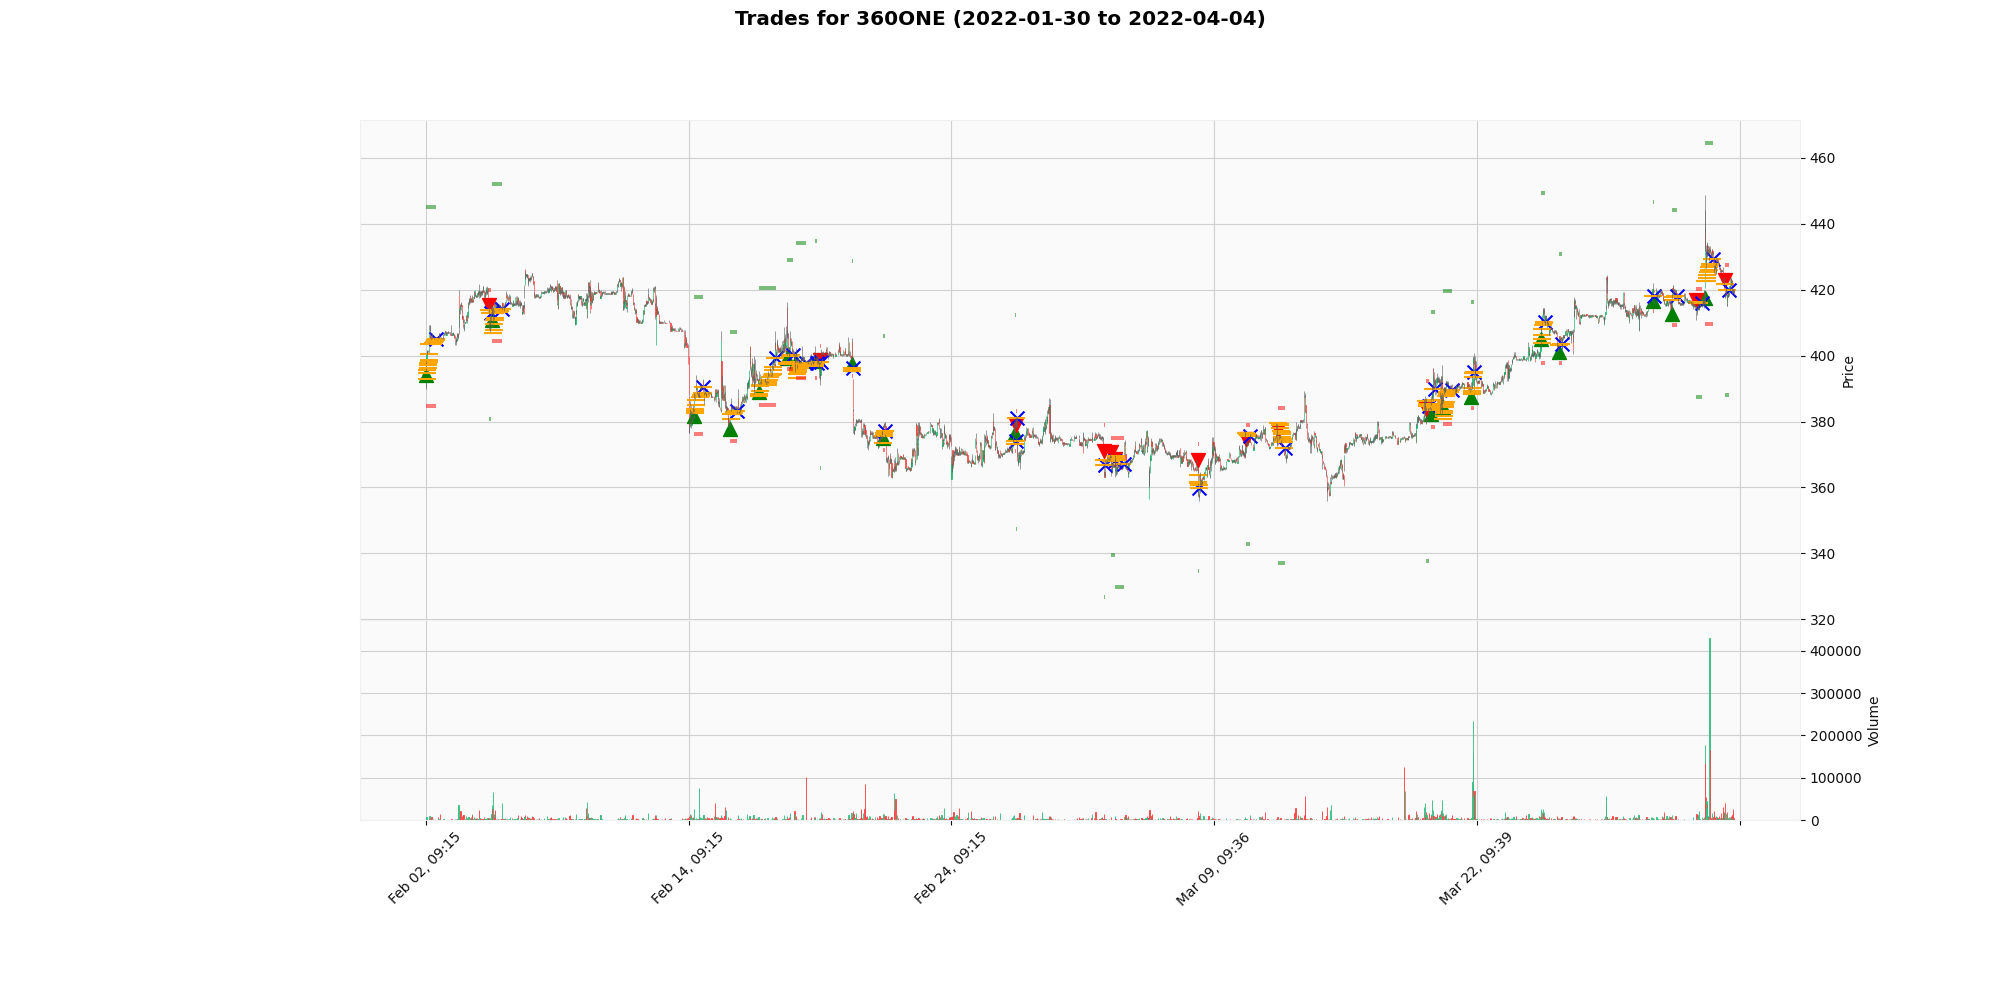 Trades for 360ONE (2022-01-30 to 2022-04-04)
460
440
420
400
380
360
340
320
Price
400000
300000
200000
100000
0
Volume
Feb 02, 09:15
Feb 14, 09:15
Feb 24, 09:15
Mar 09, 09:36
Mar 22, 09:39